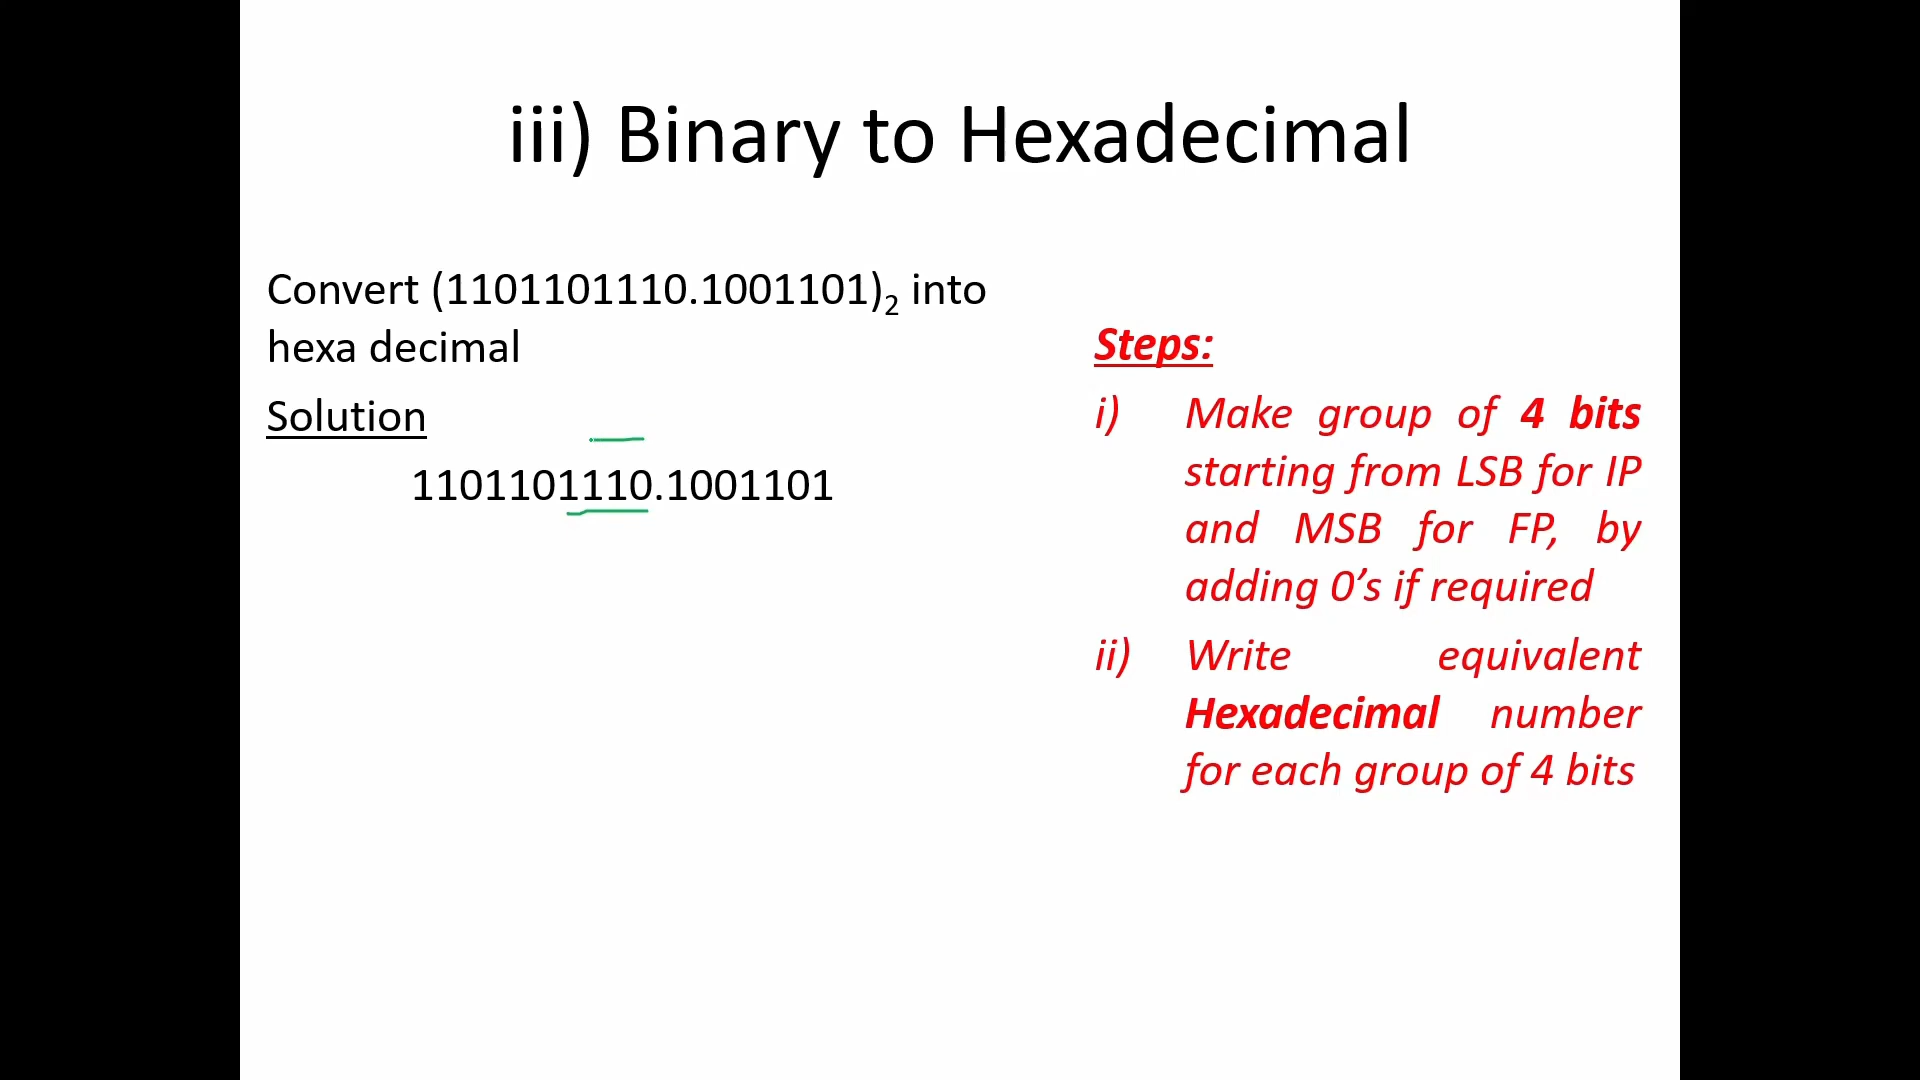 iii) Binary to Hexadecimal
Convert (1101101110.1001101)₂ into
hexa decimal
Solution
1101101110.1001101
Steps:
i) Make group of 4 bits
starting from LSB for IP
and MSB for FP, by
adding 0’s if required
ii) Write equivalent
Hexadecimal number
for each group of 4 bits